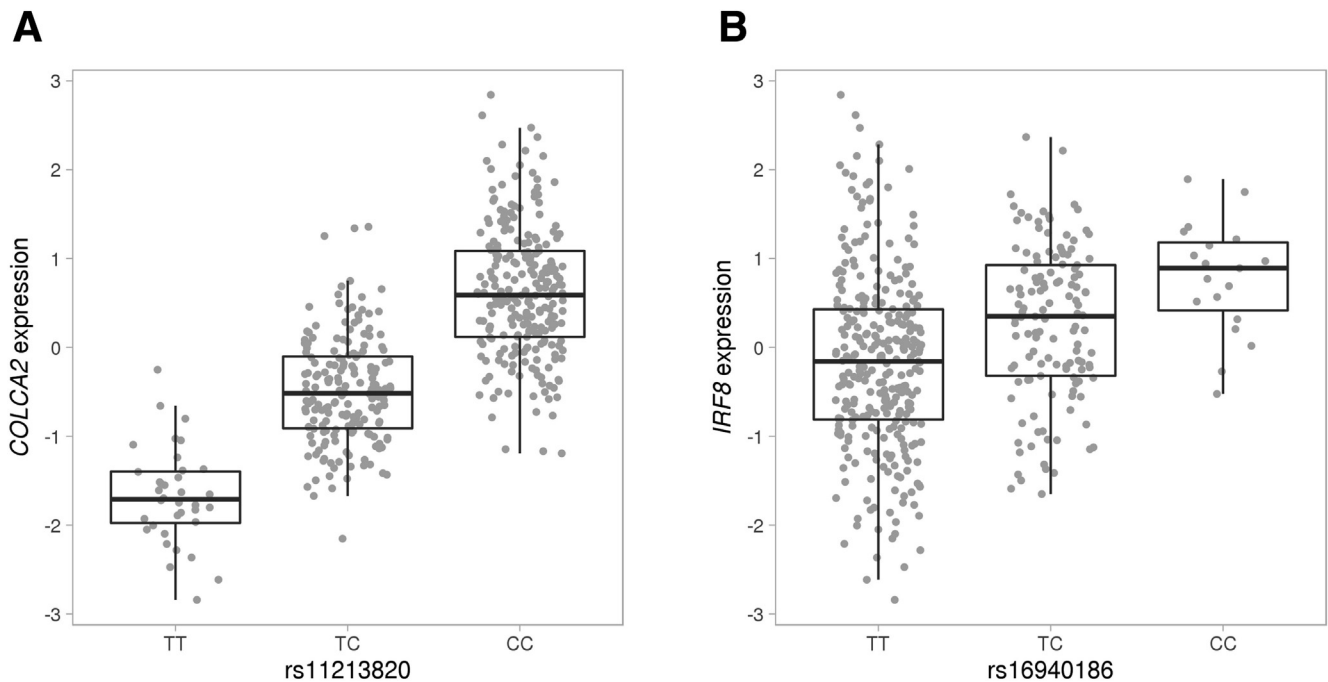 A
B
3
2
1
0
-1
-2
-3
COLCA2 expression
TT
TC
CC
rs11213820
3
2
1
0
-1
-2
-3
IRF8 expression
TT
TC
CC
rs16940186